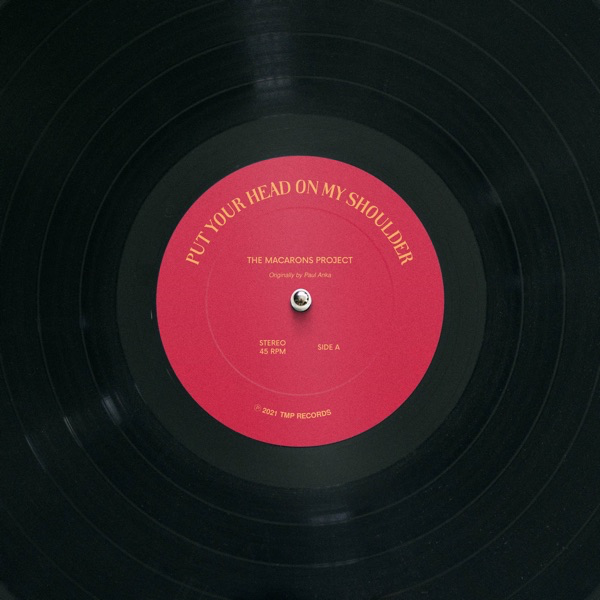 PUT YOUR HEAD ON MY SHOULDER
THE MACARONS PROJECT
Originally by Paul Anka
STEREO
45 RPM
SIDE A
℗ 2021 TMP RECORDS